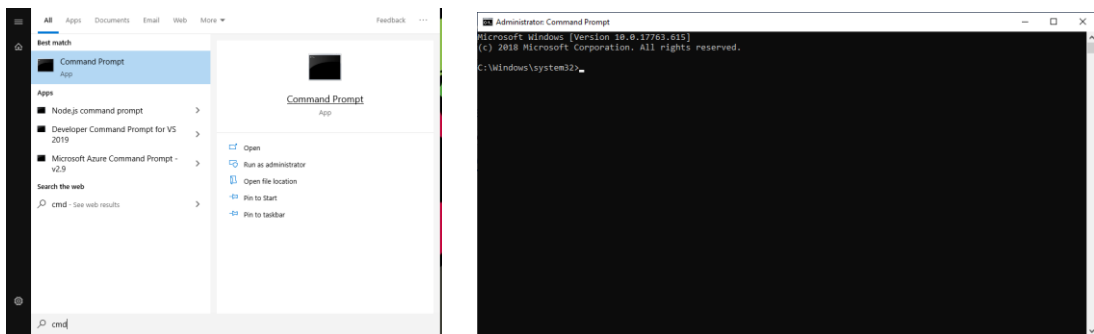 All Apps Documents Email Web More Feedback ...
Best match
Command Prompt
App
Apps
Node.js command prompt
Developer Command Prompt for VS
2019
Microsoft Azure Command Prompt -
v2.9
Search the web
cmd - See web results
cmd
Command Prompt
App
Open
Run as administrator
Open file location
Pin to Start
Pin to taskbar
Administrator: Command Prompt
Microsoft Windows [Version 10.0.17763.615]
(c) 2018 Microsoft Corporation. All rights reserved.
C:\Windows\system32>